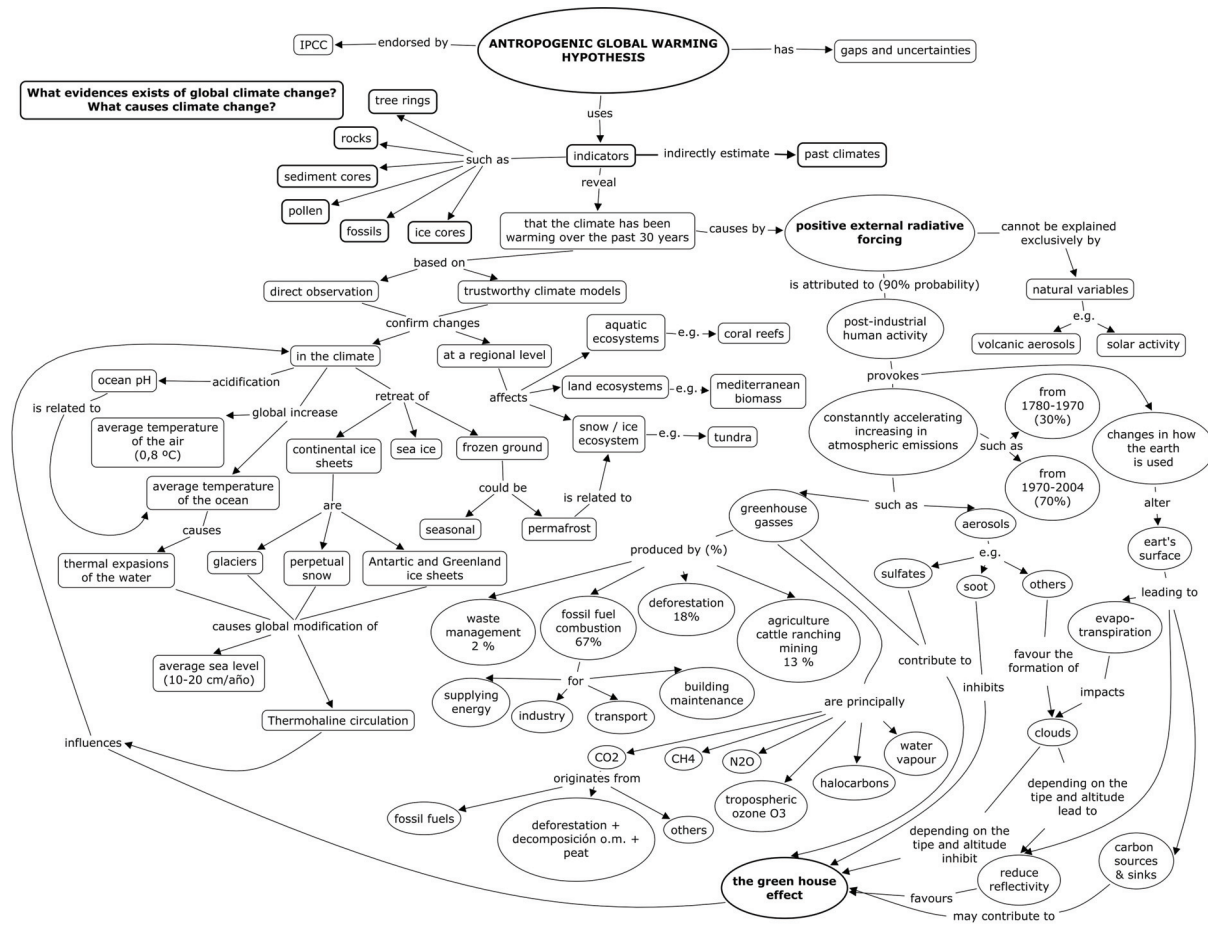 IPCC
endorsed by
ANTROPOGENIC GLOBAL WARMING
HYPOTHESIS
has
gaps and uncertainties
What evidences exists of global climate change?
What causes climate change?
tree rings
uses
rocks
such as
indicators
indirectly estimate
past climates
sediment cores
reveal
pollen
fossils
ice cores
that the climate has been
warming over the past 30 years
causes by
positive external radiative
forcing
cannot be explained
exclusively by
based on
direct observation
trustworthy climate models
is attributed to (90% probability)
natural variables
e.g.
volcanic aerosols
solar activity
confirm changes
in the climate
at a regional level
aquatic
ecosystems
e.g.
coral reefs
post-industrial
human activity
ocean pH
acidification
affects
land ecosystems
e.g.
mediterranean
biomass
provokes
is related to
global increase
retreat of
average temperature
of the air
(0,8 ºC)
continental ice
sheets
sea ice
frozen ground
snow / ice
ecosystem
e.g.
tundra
constanntly accelerating
increasing in
atmospheric emissions
such as
from
1780-1970
(30%)
from
1970-2004
(70%)
changes in how
the earth
is used
average temperature
of the ocean
are
could be
is related to
seasonal
permafrost
greenhouse
gasses
such as
aerosols
alter
causes
thermal expasions
of the water
glaciers
perpetual
snow
Antartic and Greenland
ice sheets
produced by (%)
e.g.
eart's
surface
sulfates
soot
others
leading to
waste
management
2 %
fossil fuel
combustion
67%
deforestation
18%
agriculture
cattle ranching
mining
13 %
evapo-
transpiration
causes global modification of
contribute to
favour the
formation of
average sea level
(10-20 cm/año)
for
supplying
energy
industry
transport
building
maintenance
inhibits
impacts
are principally
Thermohaline circulation
influences
clouds
CO2
CH4
N2O
water
vapour
originates from
tropospheric
ozone O3
halocarbons
depending on the
tipe and altitude
lead to
fossil fuels
deforestation +
decomposición o.m. +
peat
others
depending on the
tipe and altitude
inhibit
carbon
sources
& sinks
the green house
effect
reduce
reflectivity
favours
may contribute to